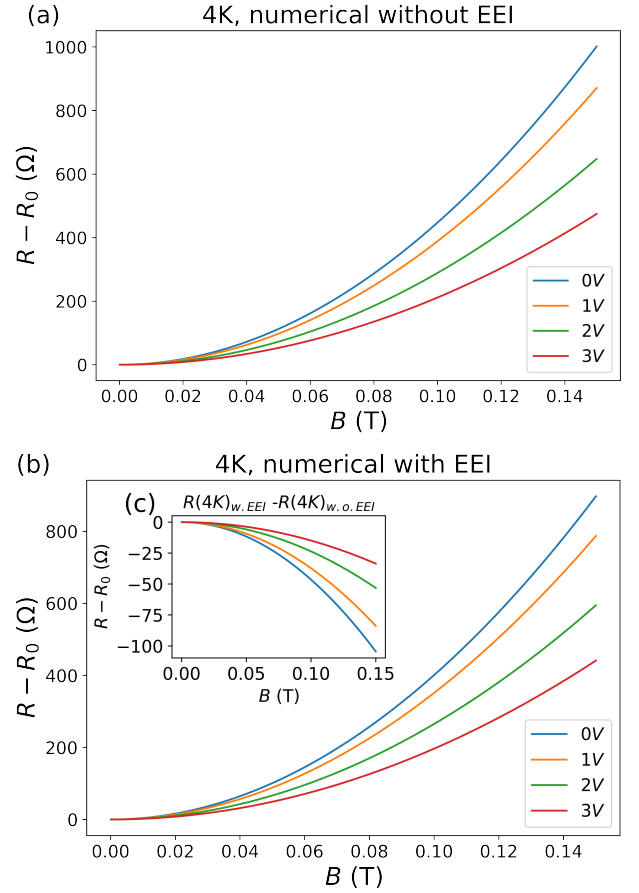 (a)
4K, numerical without EEI
R − R₀ (Ω)
1000
800
600
400
200
0
0V
1V
2V
3V
0.00 0.02 0.04 0.06 0.08 0.10 0.12 0.14
B (T)
(b)
4K, numerical with EEI
R − R₀ (Ω)
800
600
400
200
0
(c)
R(4K)w.EEI -R(4K)w.o.EEI
R − R₀ (Ω)
0
−25
−50
−75
−100
0.00 0.05 0.10 0.15
B (T)
0V
1V
2V
3V
0.00 0.02 0.04 0.06 0.08 0.10 0.12 0.14
B (T)